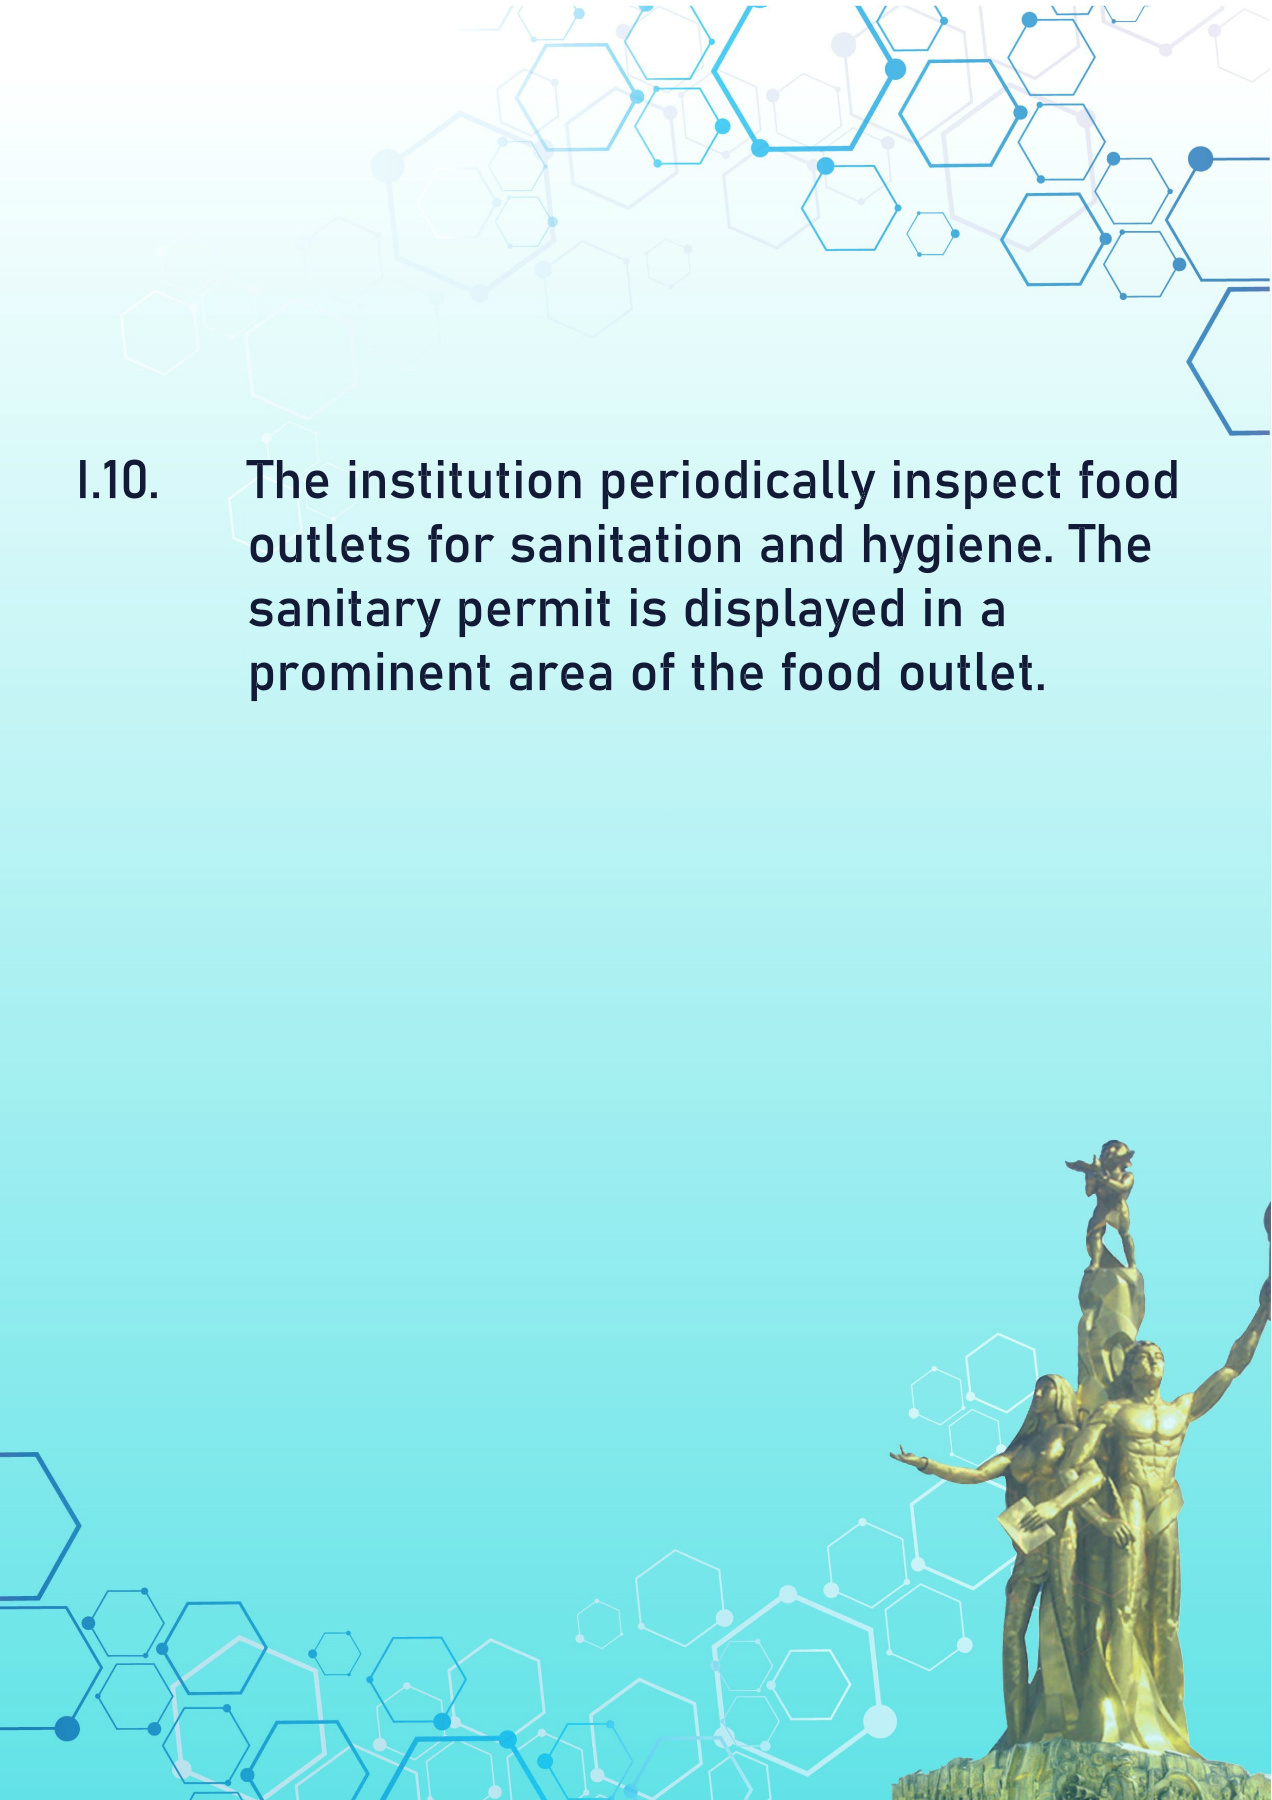 I.10. The institution periodically inspect food
outlets for sanitation and hygiene. The
sanitary permit is displayed in a
prominent area of the food outlet.